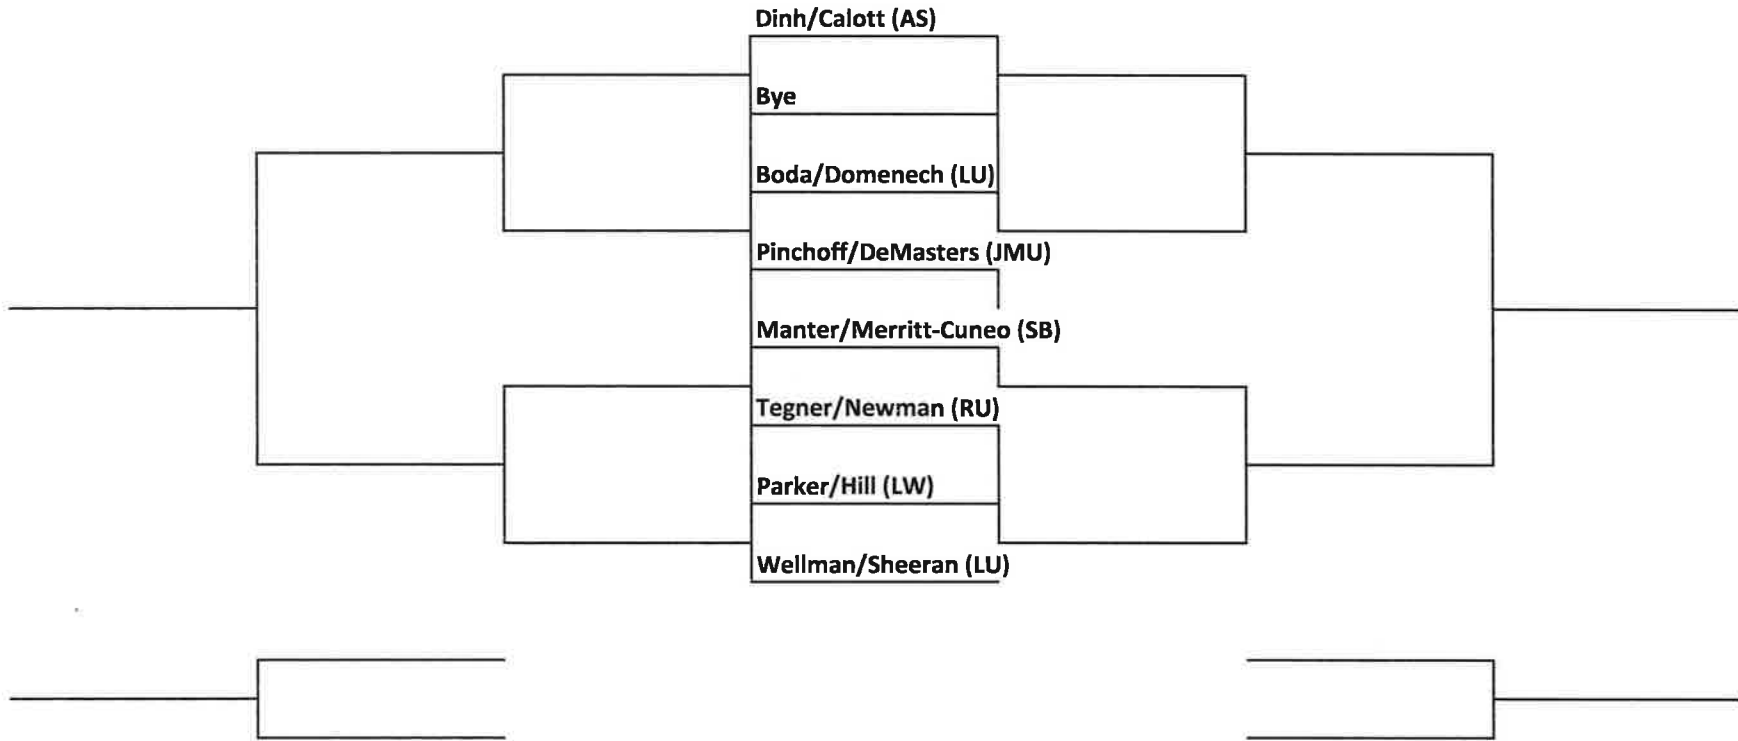 Dinh/Calott (AS)
Bye
Boda/Domenech (LU)
Pinchoff/DeMasters (JMU)
Manter/Merritt-Cuneo (SB)
Tegner/Newman (RU)
Parker/Hill (LW)
Wellman/Sheeran (LU)